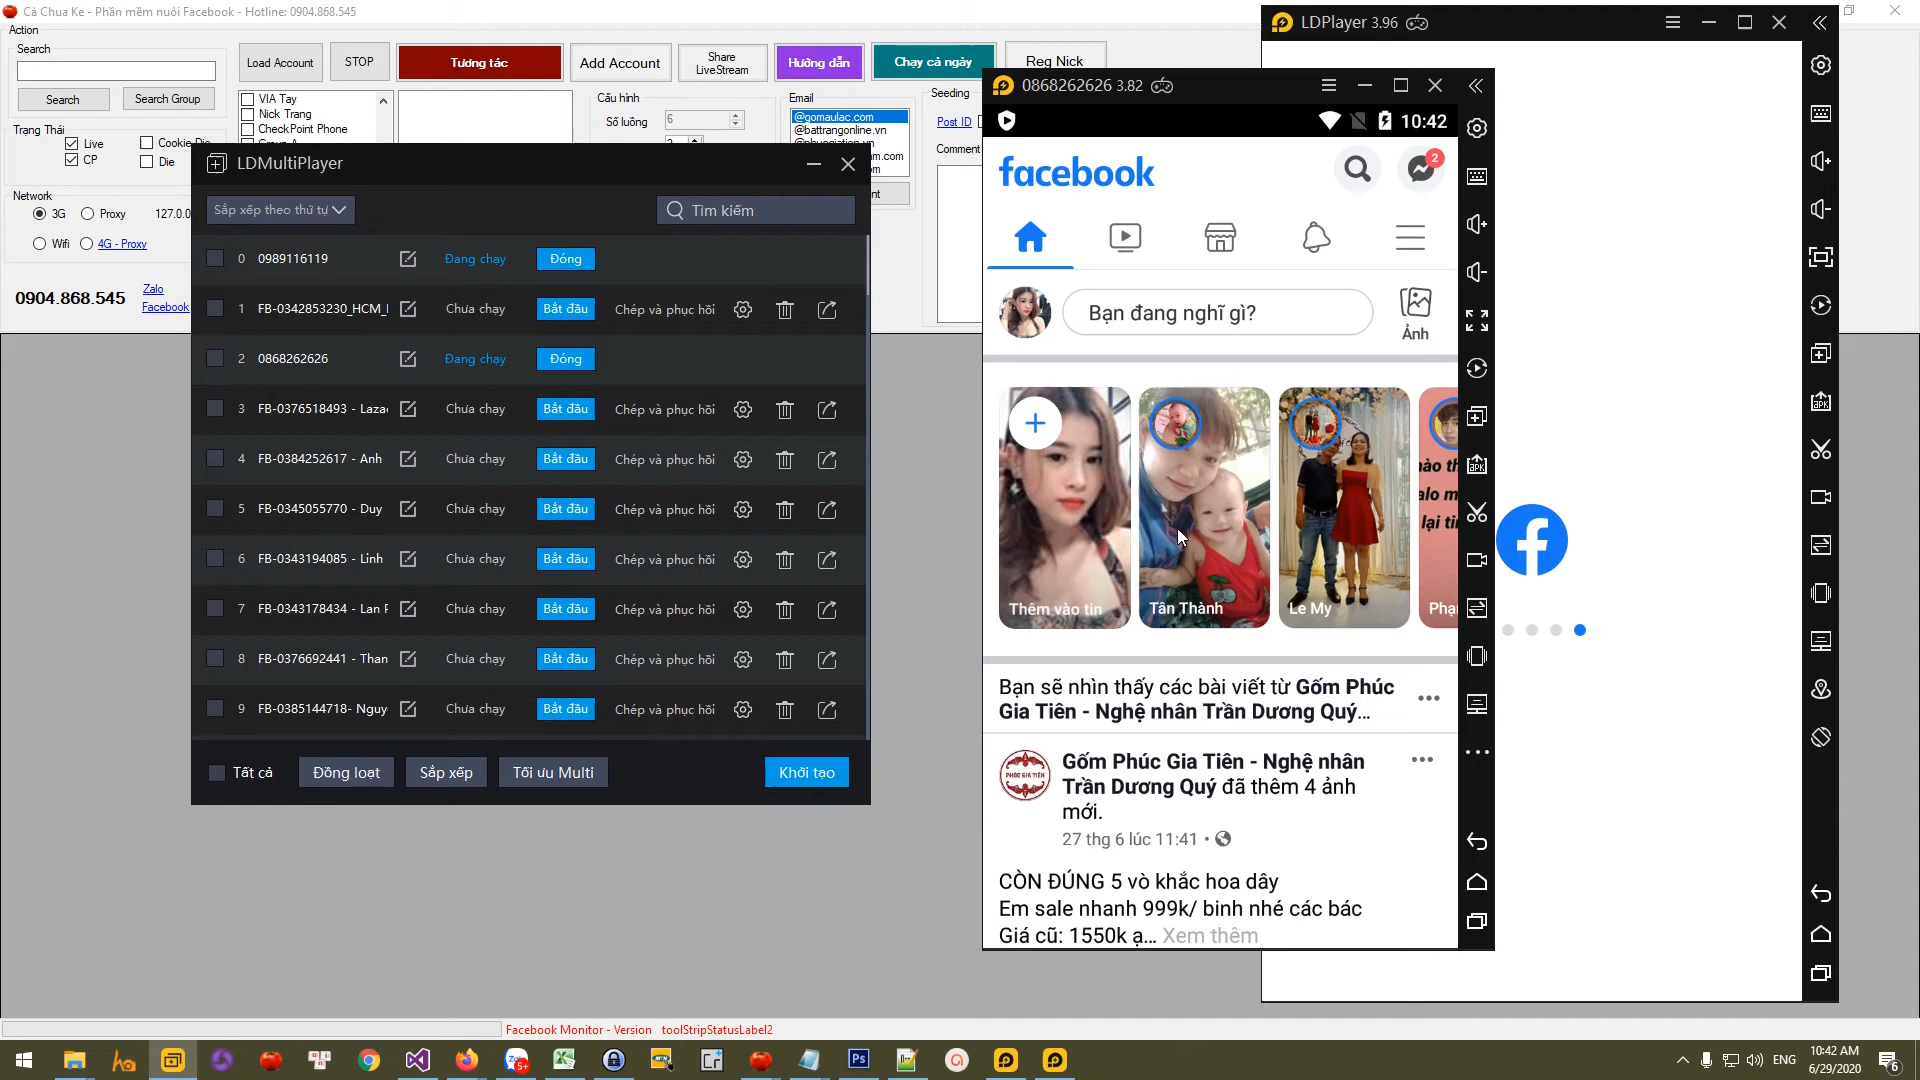 Cà Chua Ke - Phần mềm nuôi Facebook - Hotline: 0904.868.545
Action
Search
Search
Search Group
Load Account
STOP
Tương tác
Add Account
Share LiveStream
Hướng dẫn
Chạy cả ngày
Reg Nick
VIA Tay
Nick Trang
CheckPoint Phone
Cấu hình
Số luồng
6
Email
@gomaulac.com
@battrangonline.vn
Seeding
Post ID
Comment
Trạng Thái
Live
CP
Die
Network
3G
Proxy
127.0.0
Wifi
4G - Proxy
0904.868.545
Zalo
Facebook
LDMultiPlayer
Sắp xếp theo thứ tự
Tìm kiếm
0 0989116119 Đang chạy Đóng
1 FB-0342853230_HCM_ Chưa chạy Bắt đầu Chép và phục hồi
2 0868262626 Đang chạy Đóng
3 FB-0376518493 - Laza Chưa chạy Bắt đầu Chép và phục hồi
4 FB-0384252617 - Anh Chưa chạy Bắt đầu Chép và phục hồi
5 FB-0345055770 - Duy Chưa chạy Bắt đầu Chép và phục hồi
6 FB-0343194085 - Linh Chưa chạy Bắt đầu Chép và phục hồi
7 FB-0343178434 - Lan Chưa chạy Bắt đầu Chép và phục hồi
8 FB-0376692441 - Than Chưa chạy Bắt đầu Chép và phục hồi
9 FB-0385144718- Nguy Chưa chạy Bắt đầu Chép và phục hồi
Tất cả
Đồng loạt
Sắp xếp
Tối ưu Multi
Khởi tạo
LDPlayer 3.96
0868262626 3.82
10:42
facebook
2
Bạn đang nghĩ gì?
Ảnh
Thêm vào tin
Tân Thành
Le My
Phạ
lại ti
Bạn sẽ nhìn thấy các bài viết từ Gốm Phúc
Gia Tiên - Nghệ nhân Trần Dương Quý...
PHÚC GIA TIÊN
Gốm Phúc Gia Tiên - Nghệ nhân
Trần Dương Quý đã thêm 4 ảnh
mới.
27 thg 6 lúc 11:41
CÒN ĐÚNG 5 vò khắc hoa dây
Em sale nhanh 999k/ binh nhé các bác
Giá cũ: 1550k ạ... Xem thêm
Facebook Monitor - Version toolStripStatusLabel2
ENG
10:42 AM
6/29/2020
6